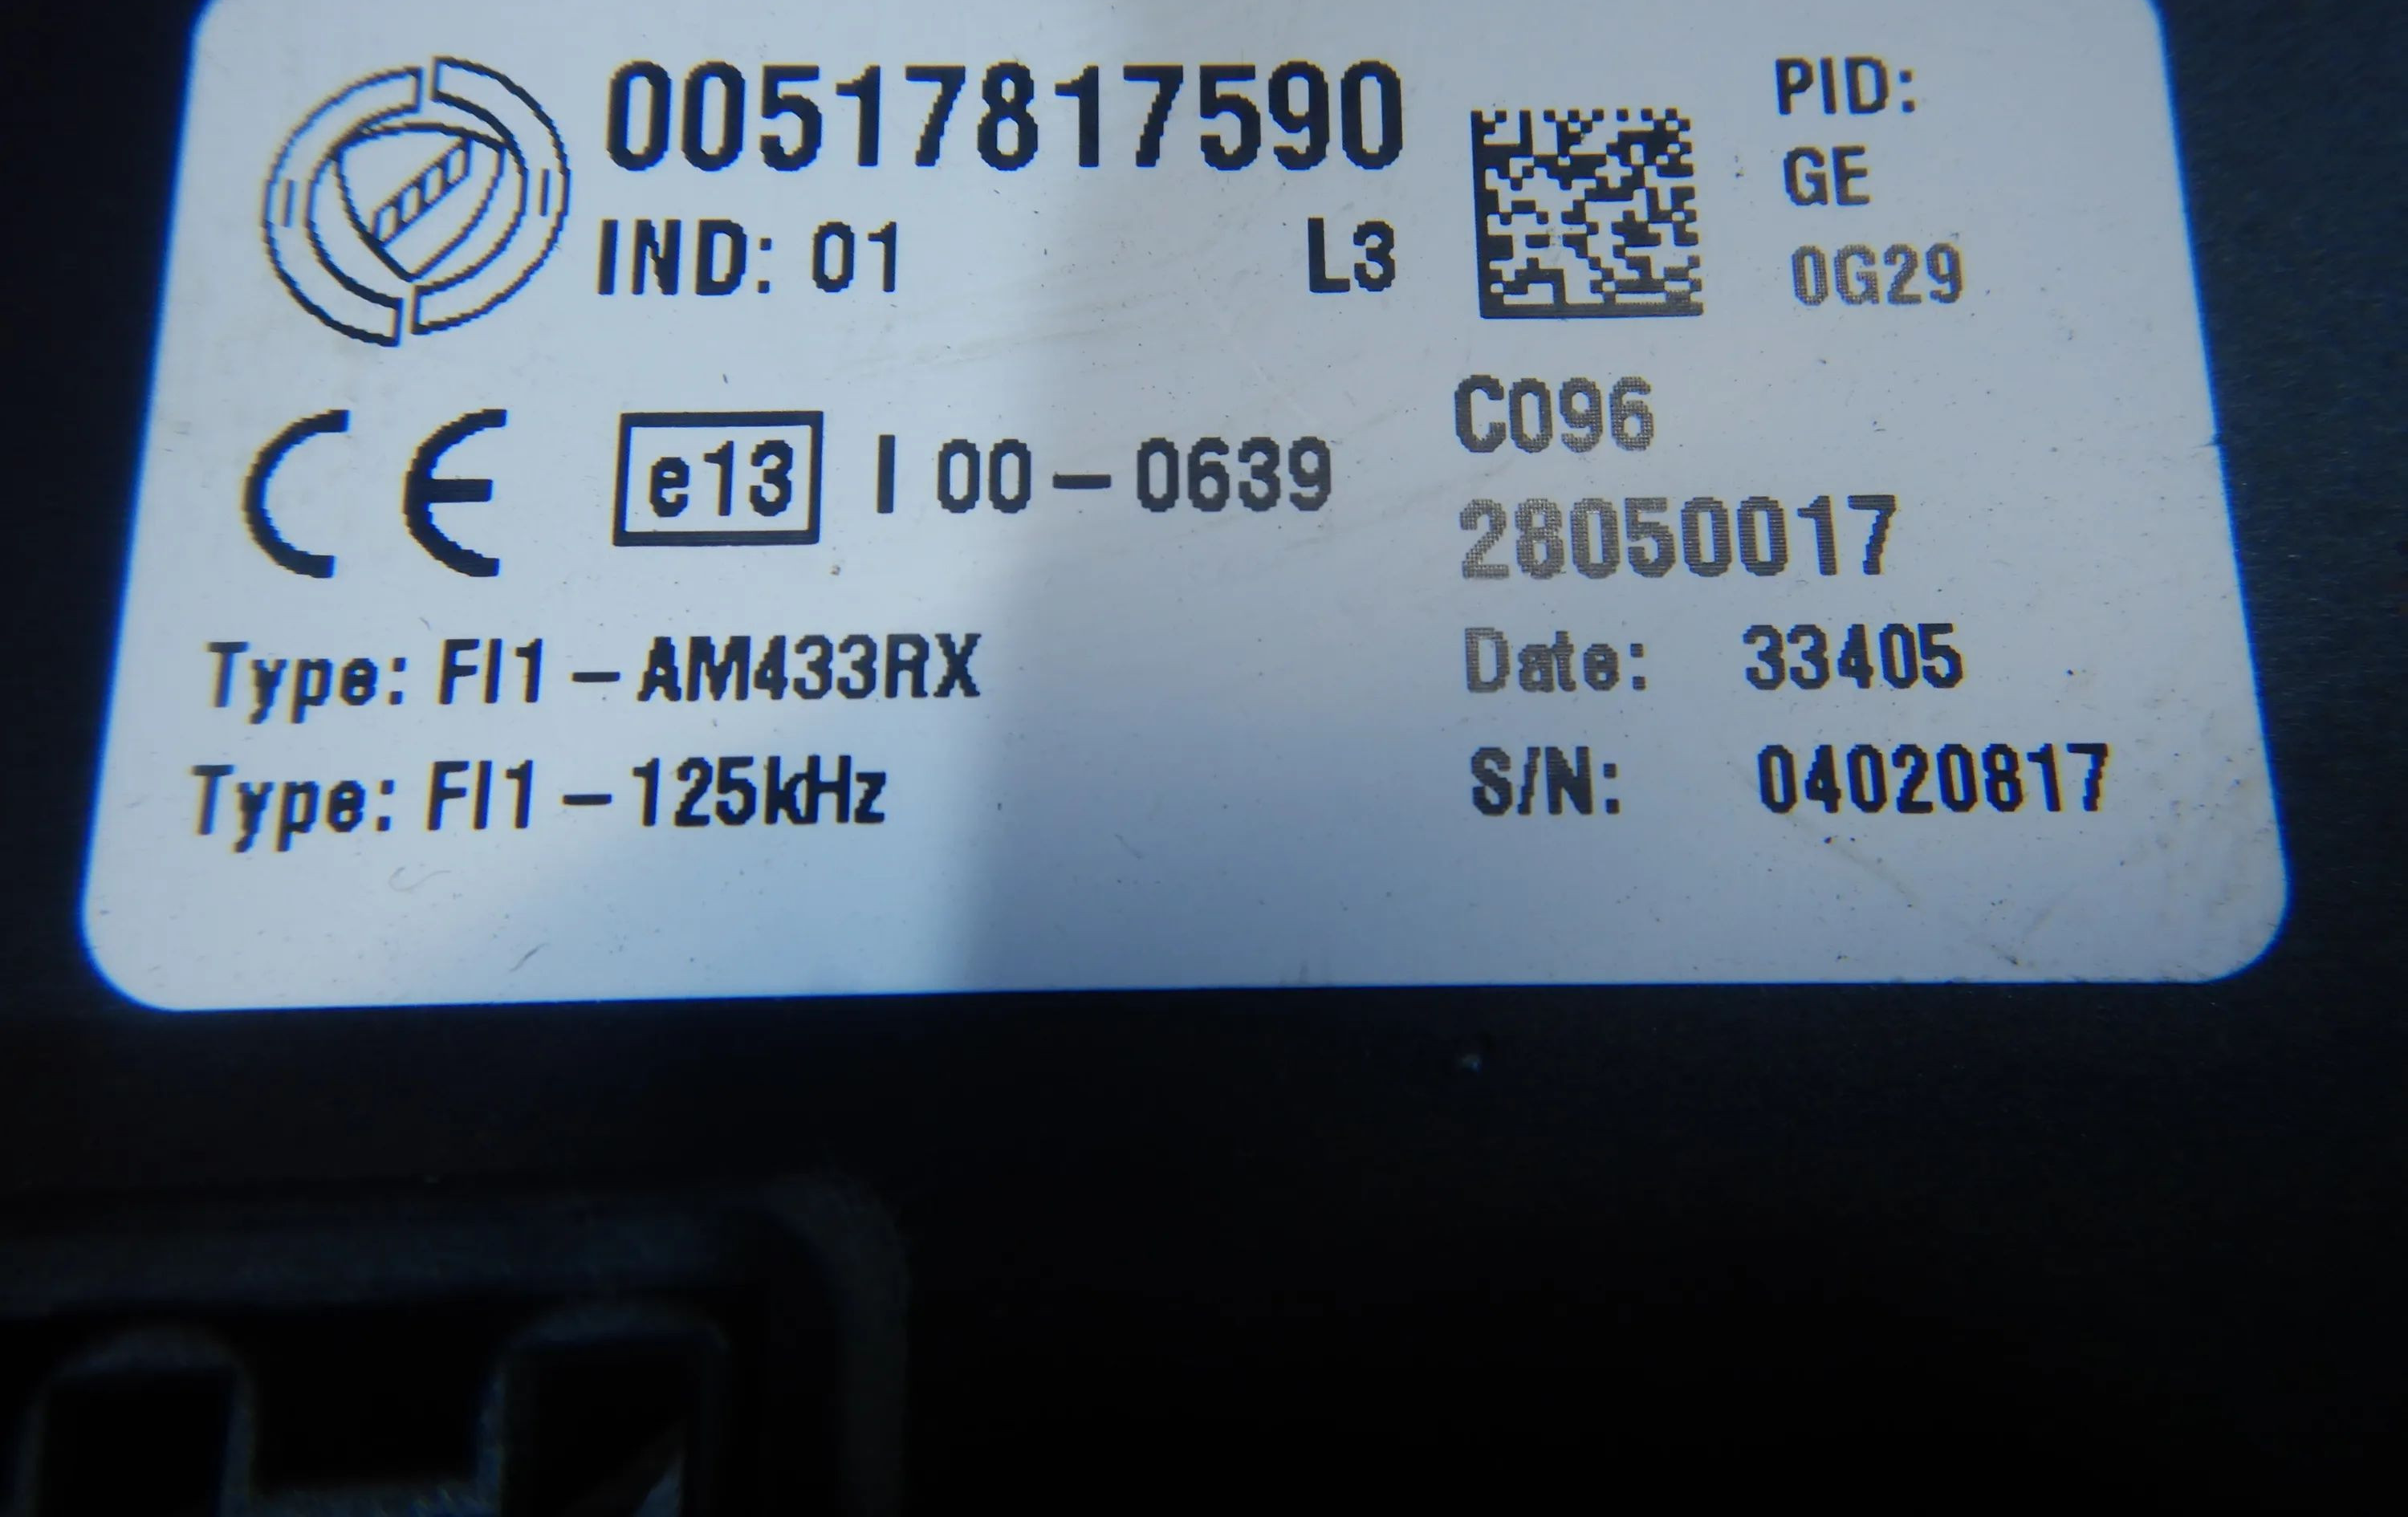 00517817590
IND: 01 L3
PID:
GE
0G29
CE e13 I 00-0639
C096
28050017
Type: FI1-AM433RX
Date: 33405
Type: FI1-125kHz
S/N: 04020817